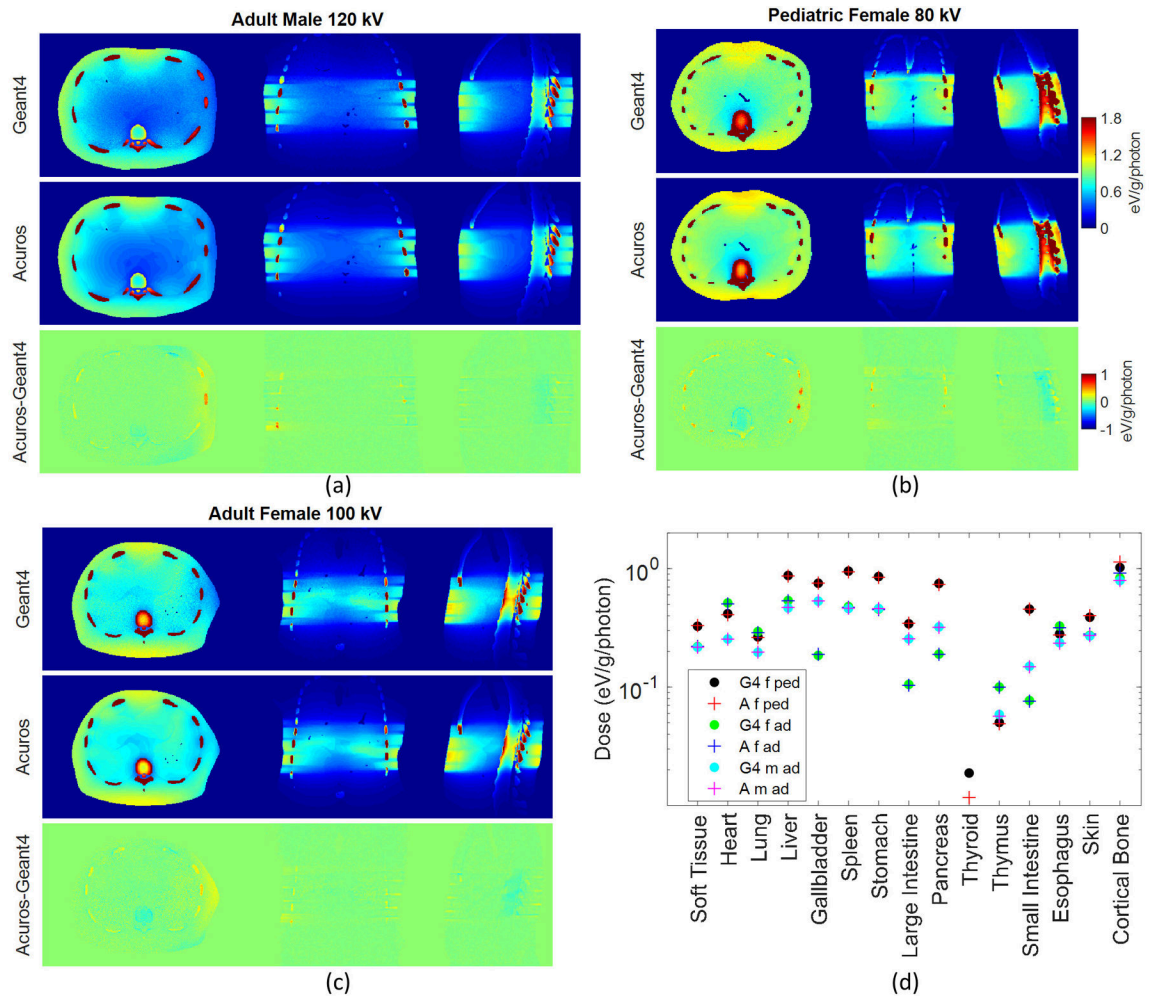 Adult Male 120 kV
Geant4
Acuros
Acuros-Geant4
(a)
Pediatric Female 80 kV
Geant4
Acuros
Acuros-Geant4
1.8
1.2
0.6
0
eV/g/photon
1
0
-1
eV/g/photon
(b)
Adult Female 100 kV
Geant4
Acuros
Acuros-Geant4
(c)
Dose (eV/g/photon)
10^0
10^-1
G4 f ped
A f ped
G4 f ad
A f ad
G4 m ad
A m ad
Soft Tissue
Heart
Lung
Liver
Gallbladder
Spleen
Stomach
Large Intestine
Pancreas
Thyroid
Thymus
Small Intestine
Esophagus
Skin
Cortical Bone
(d)